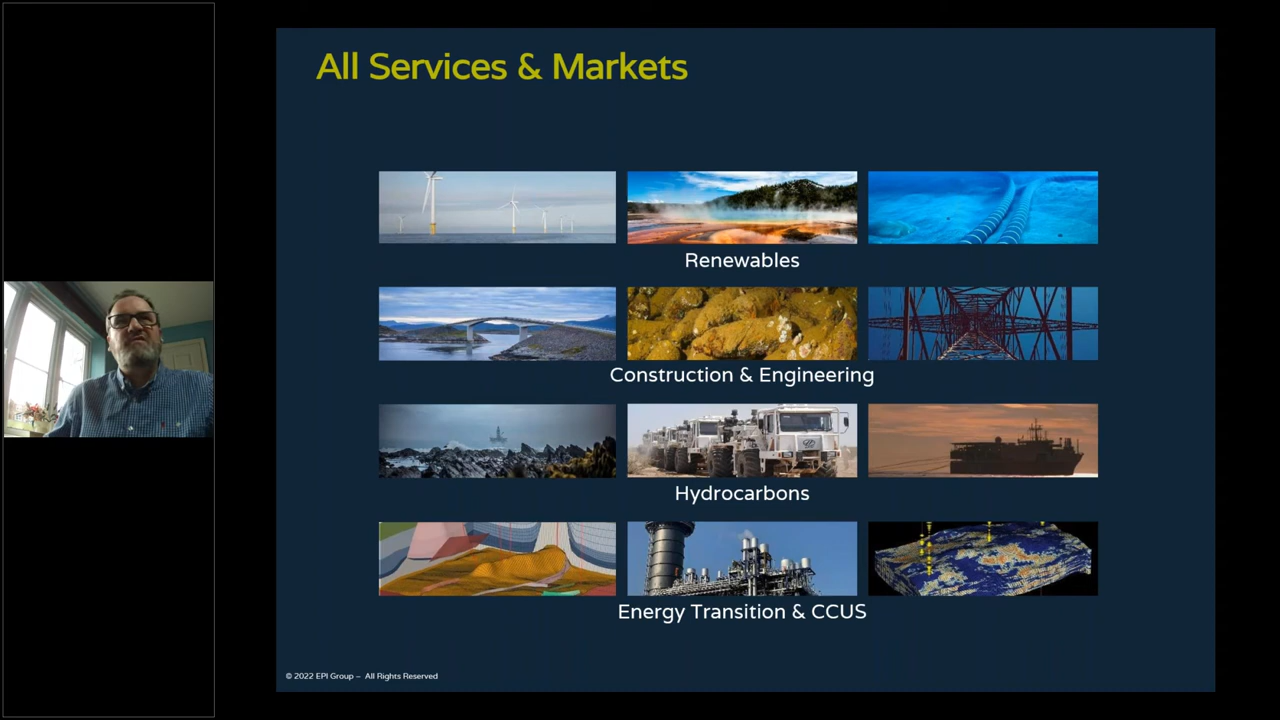 All Services & Markets
Renewables
Construction & Engineering
Hydrocarbons
Energy Transition & CCUS
© 2022 EPI Group – All Rights Reserved